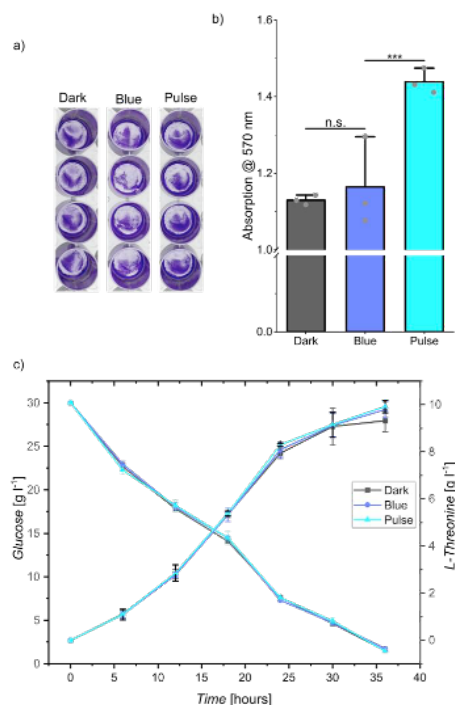 a)
Dark Blue Pulse
b)
Absorption @ 570 nm
1.6
1.4
1.2
1.0
0.0
n.s.
***
Dark Blue Pulse
c)
Glucose [g l-1]
30
25
20
15
10
5
0
10
8
6
4
2
0
L-Threonine [g l-1]
Dark
Blue
Pulse
0 5 10 15 20 25 30 35 40
Time [hours]